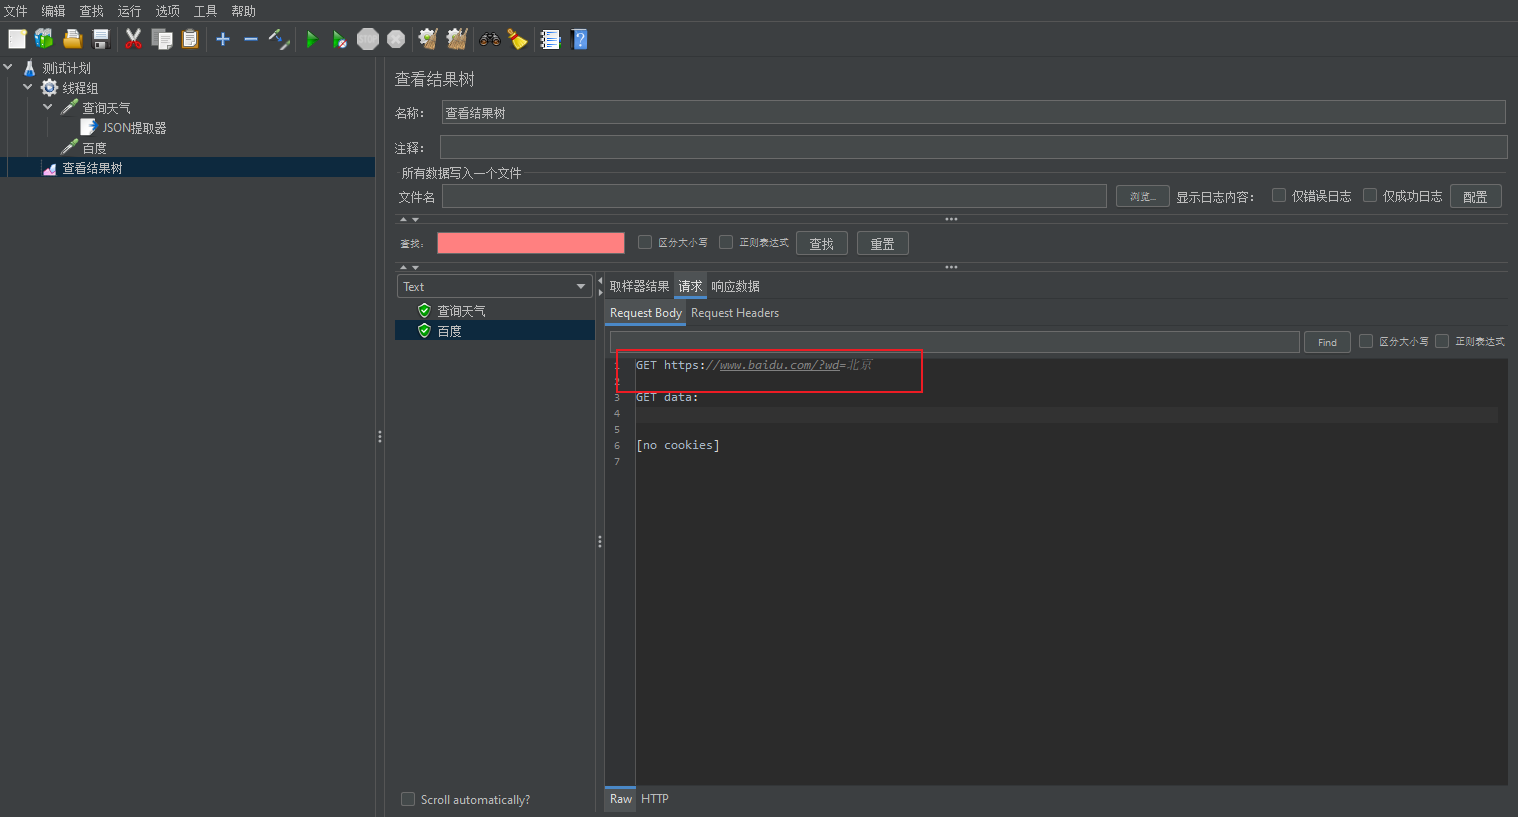 文件 编辑 查找 运行 选项 工具 帮助
STOP
测试计划
线程组
查询天气
JSON提取器
百度
查看结果树
查看结果树
名称： 查看结果树
注释：
所有数据写入一个文件
文件名 浏览... 显示日志内容： 仅错误日志 仅成功日志 配置
查找： 区分大小写 正则表达式 查找 重置
Text
查询天气
百度
Scroll automatically?
取样器结果 请求 响应数据
Request Body Request Headers
Find 区分大小写 正则表达式
1 GET https://www.baidu.com/?wd=北京
2
3 GET data:
4
5
6 [no cookies]
7
Raw HTTP